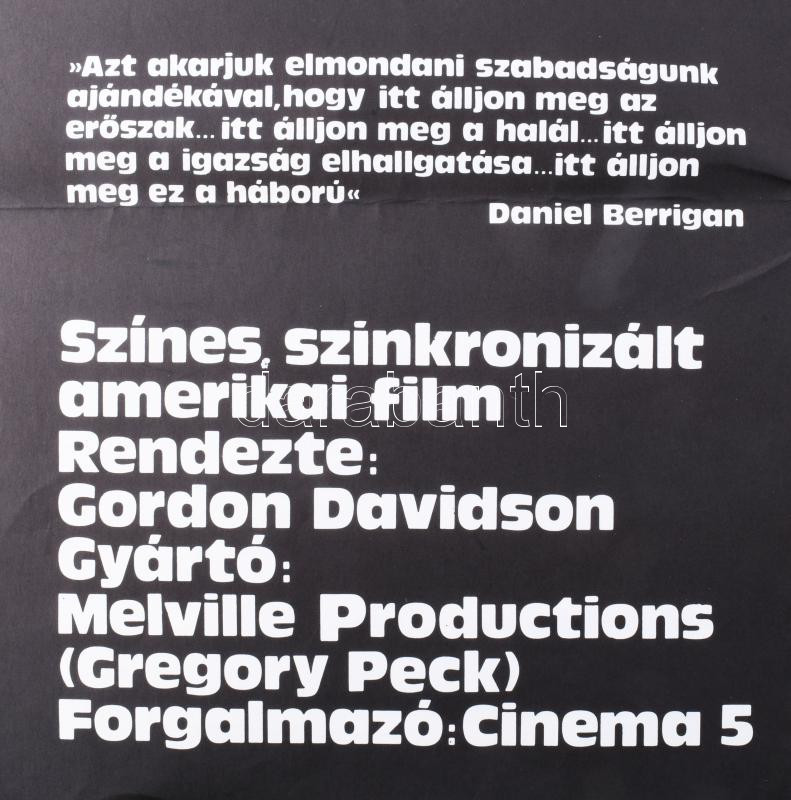 »Azt akarjuk elmondani szabadságunk
ajándékával,hogy itt álljon meg az
erőszak...itt álljon meg a halál...itt álljon
meg a igazság elhallgatása...itt álljon
meg ez a háború«
Daniel Berrigan
Színes, szinkronizált
amerikai film
darabanth
Rendezte:
Gordon Davidson
Gyártó:
Melville Productions
(Gregory Peck)
Forgalmazó:Cinema 5